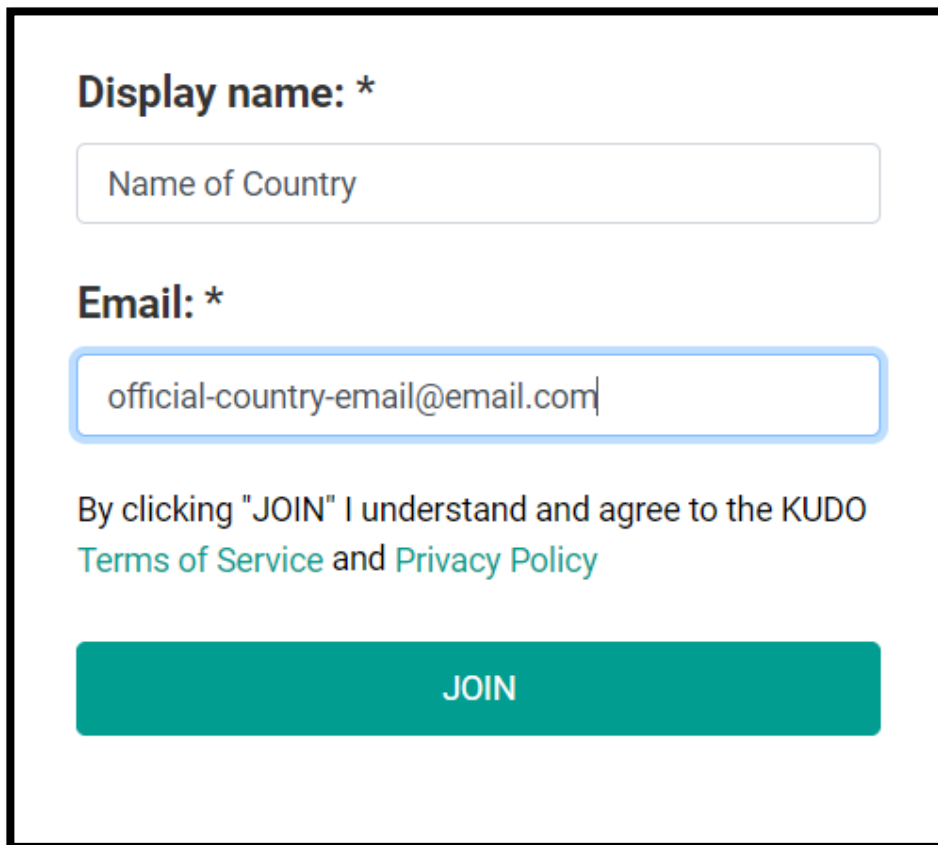 Display name: *
Name of Country
Email: *
official-country-email@email.com
By clicking "JOIN" I understand and agree to the KUDO
Terms of Service and Privacy Policy
JOIN